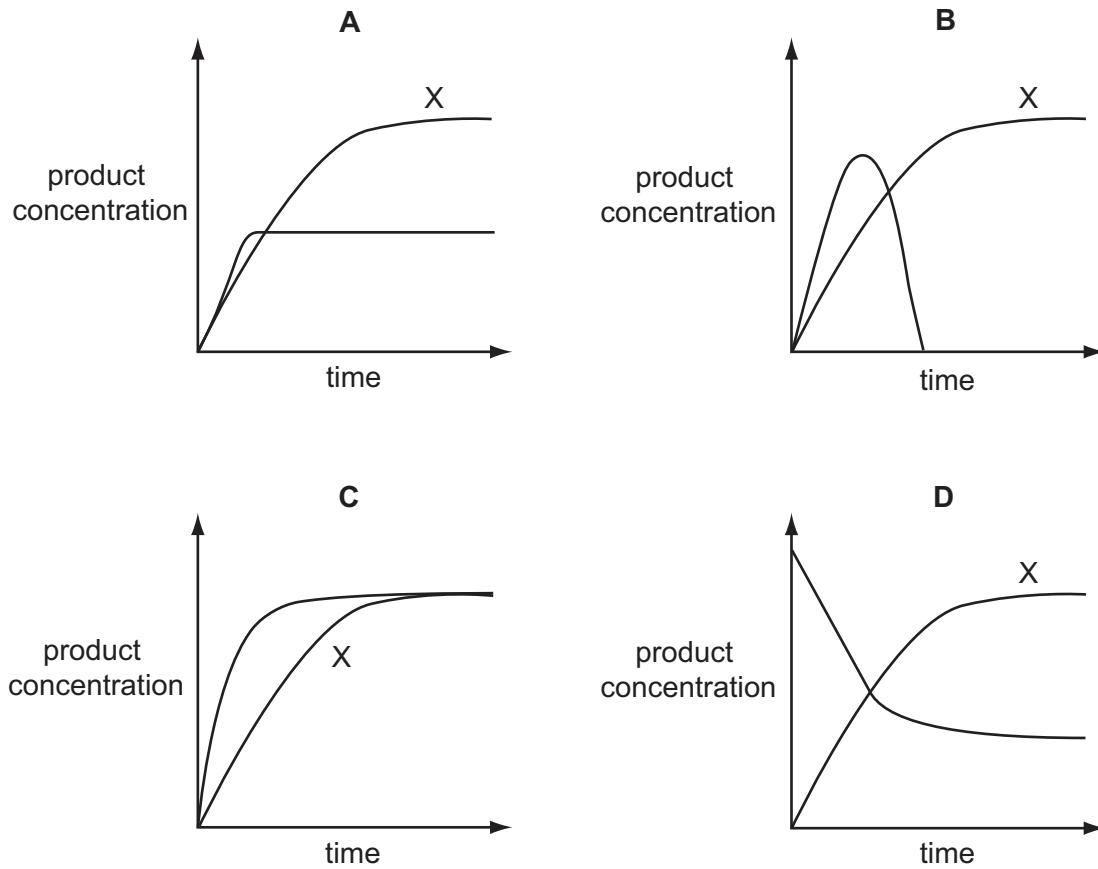 A
X
product
concentration
time
B
X
product
concentration
time
C
X
product
concentration
time
D
X
product
concentration
time